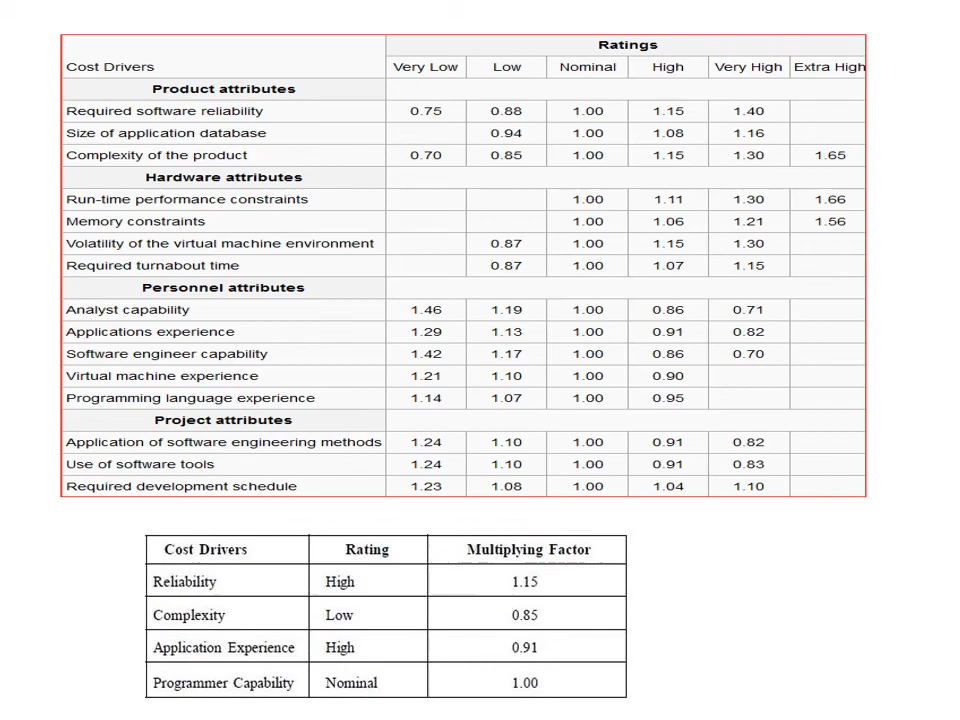 Ratings
Cost Drivers Very Low Low Nominal High Very High Extra High
Product attributes
Required software reliability 0.75 0.88 1.00 1.15 1.40
Size of application database 0.94 1.00 1.08 1.16
Complexity of the product 0.70 0.85 1.00 1.15 1.30 1.65
Hardware attributes
Run-time performance constraints 1.00 1.11 1.30 1.66
Memory constraints 1.00 1.06 1.21 1.56
Volatility of the virtual machine environment 0.87 1.00 1.15 1.30
Required turnabout time 0.87 1.00 1.07 1.15
Personnel attributes
Analyst capability 1.46 1.19 1.00 0.86 0.71
Applications experience 1.29 1.13 1.00 0.91 0.82
Software engineer capability 1.42 1.17 1.00 0.86 0.70
Virtual machine experience 1.21 1.10 1.00 0.90
Programming language experience 1.14 1.07 1.00 0.95
Project attributes
Application of software engineering methods 1.24 1.10 1.00 0.91 0.82
Use of software tools 1.24 1.10 1.00 0.91 0.83
Required development schedule 1.23 1.08 1.00 1.04 1.10
Cost Drivers Rating Multiplying Factor
Reliability High 1.15
Complexity Low 0.85
Application Experience High 0.91
Programmer Capability Nominal 1.00